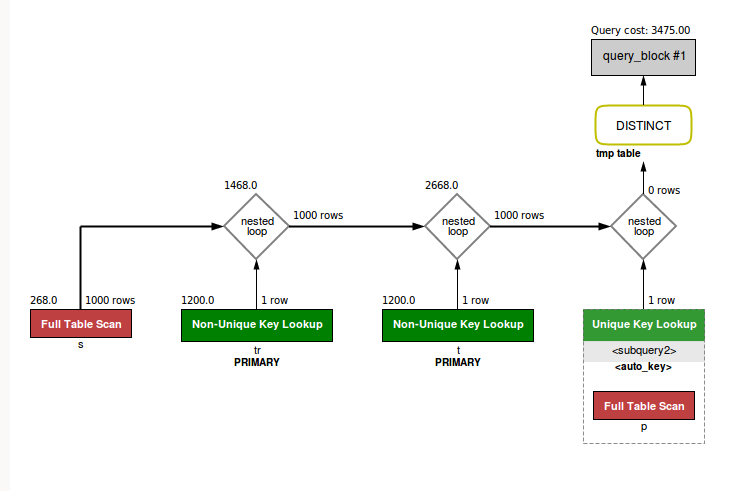 Query cost: 3475.00
query_block #1
DISTINCT
tmp table
1468.0
2668.0
0 rows
nested
loop
1000 rows
nested
loop
1000 rows
nested
loop
268.0
1000 rows
1200.0
1 row
1200.0
1 row
1 row
Full Table Scan
Non-Unique Key Lookup
Non-Unique Key Lookup
Unique Key Lookup
s
tr
t
<subquery2>
PRIMARY
PRIMARY
<auto_key>
Full Table Scan
p